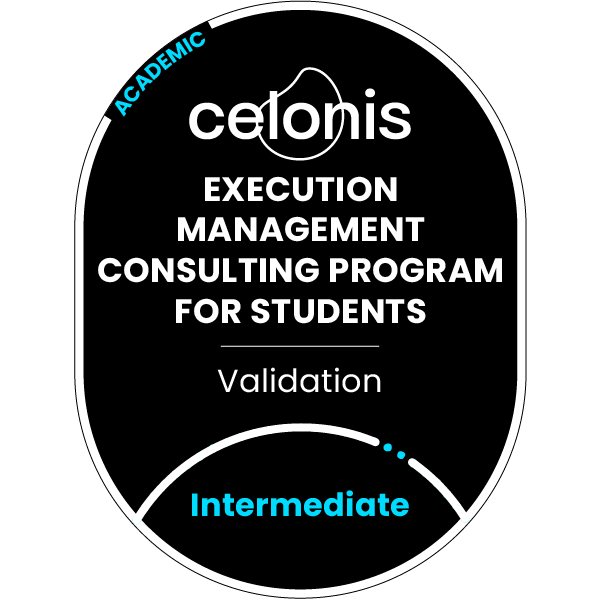 ACADEMIC
celonis
EXECUTION
MANAGEMENT
CONSULTING PROGRAM
FOR STUDENTS
Validation
Intermediate